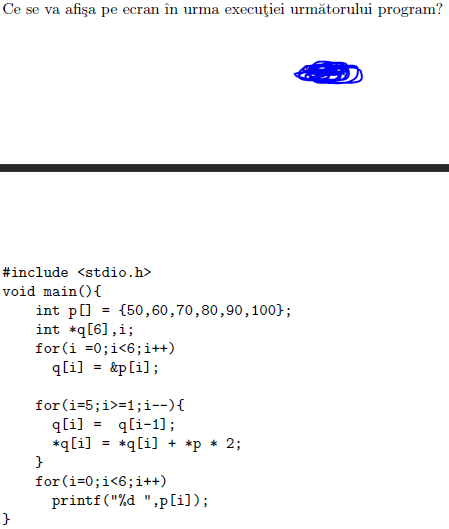 Ce se va afişa pe ecran în urma execuţiei următorului program?
#include <stdio.h>
void main(){
int p[] = {50,60,70,80,90,100};
int *q[6],i;
for(i =0;i<6;i++)
q[i] = &p[i];
for(i=5;i>=1;i--){
q[i] =  q[i-1];
*q[i] = *q[i] + *p * 2;
}
for(i=0;i<6;i++)
printf("%d ",p[i]);
}